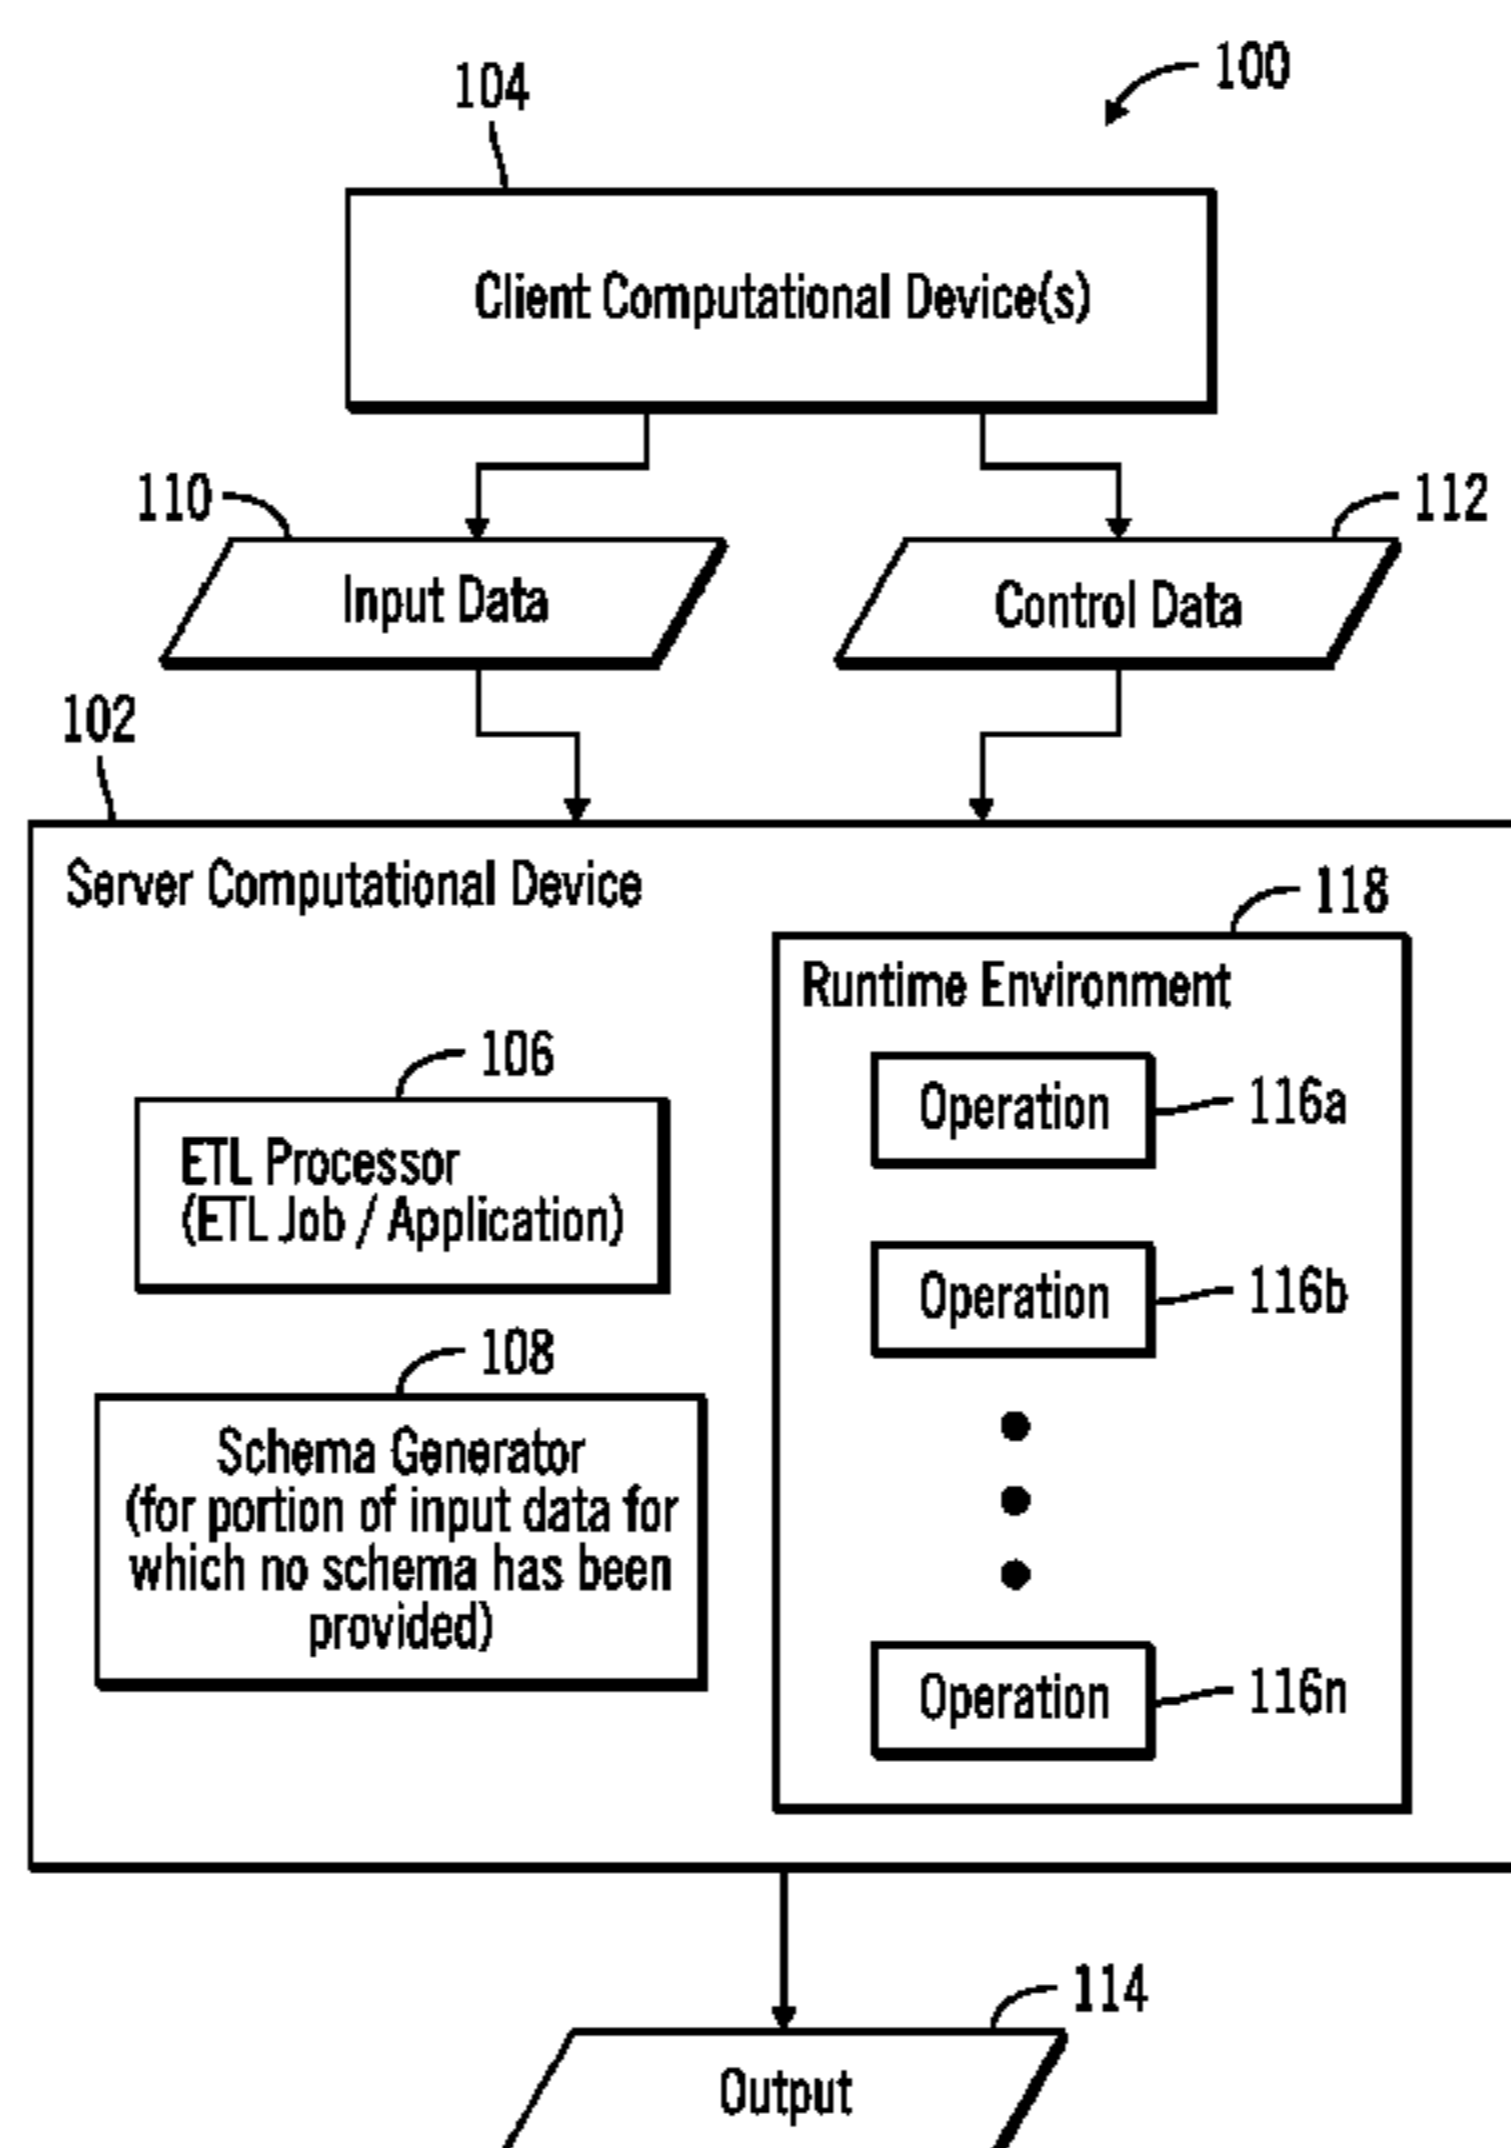 100
104
Client Computational Device(s)
110
112
Input Data
Control Data
102
Server Computational Device
118
Runtime Environment
106
ETL Processor
(ETL Job / Application)
Operation
116a
Operation
116b
108
Schema Generator
(for portion of input data for
which no schema has been
provided)
Operation
116n
114
Output